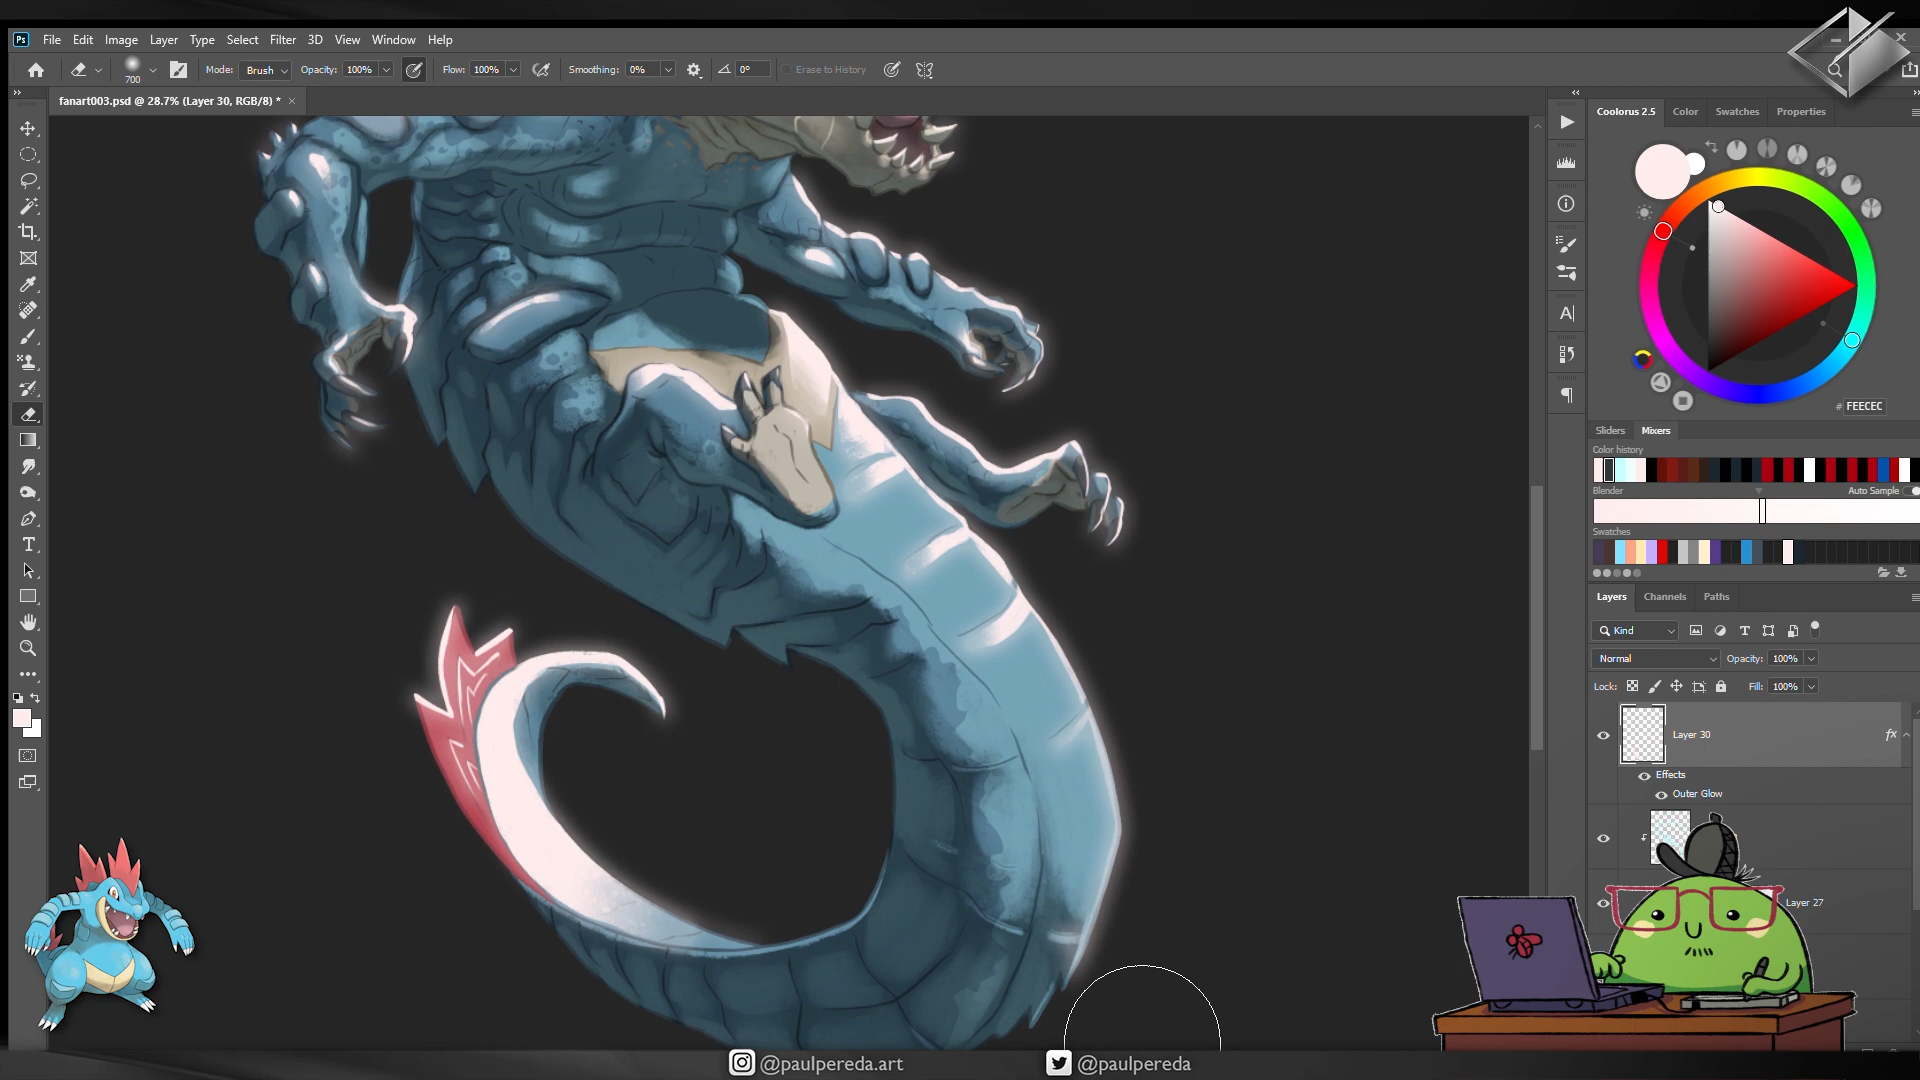 Ps File Edit Image Layer Type Select Filter 3D View Window Help
700 Mode: Brush Opacity: 100% Flow: 100% Smoothing: 0% 0° Erase to History
fanart003.psd @ 28.7% (Layer 30, RGB/8) * ×
Coolorus 2.5 Color Swatches Properties
# FEECEC
Sliders Mixers
Color history
Blender Auto Sample
Swatches
Layers Channels Paths
Kind
Normal Opacity: 100%
Lock: Fill: 100%
Layer 30 fx
Effects
Outer Glow
Layer 27
@paulpereda.art @paulpereda